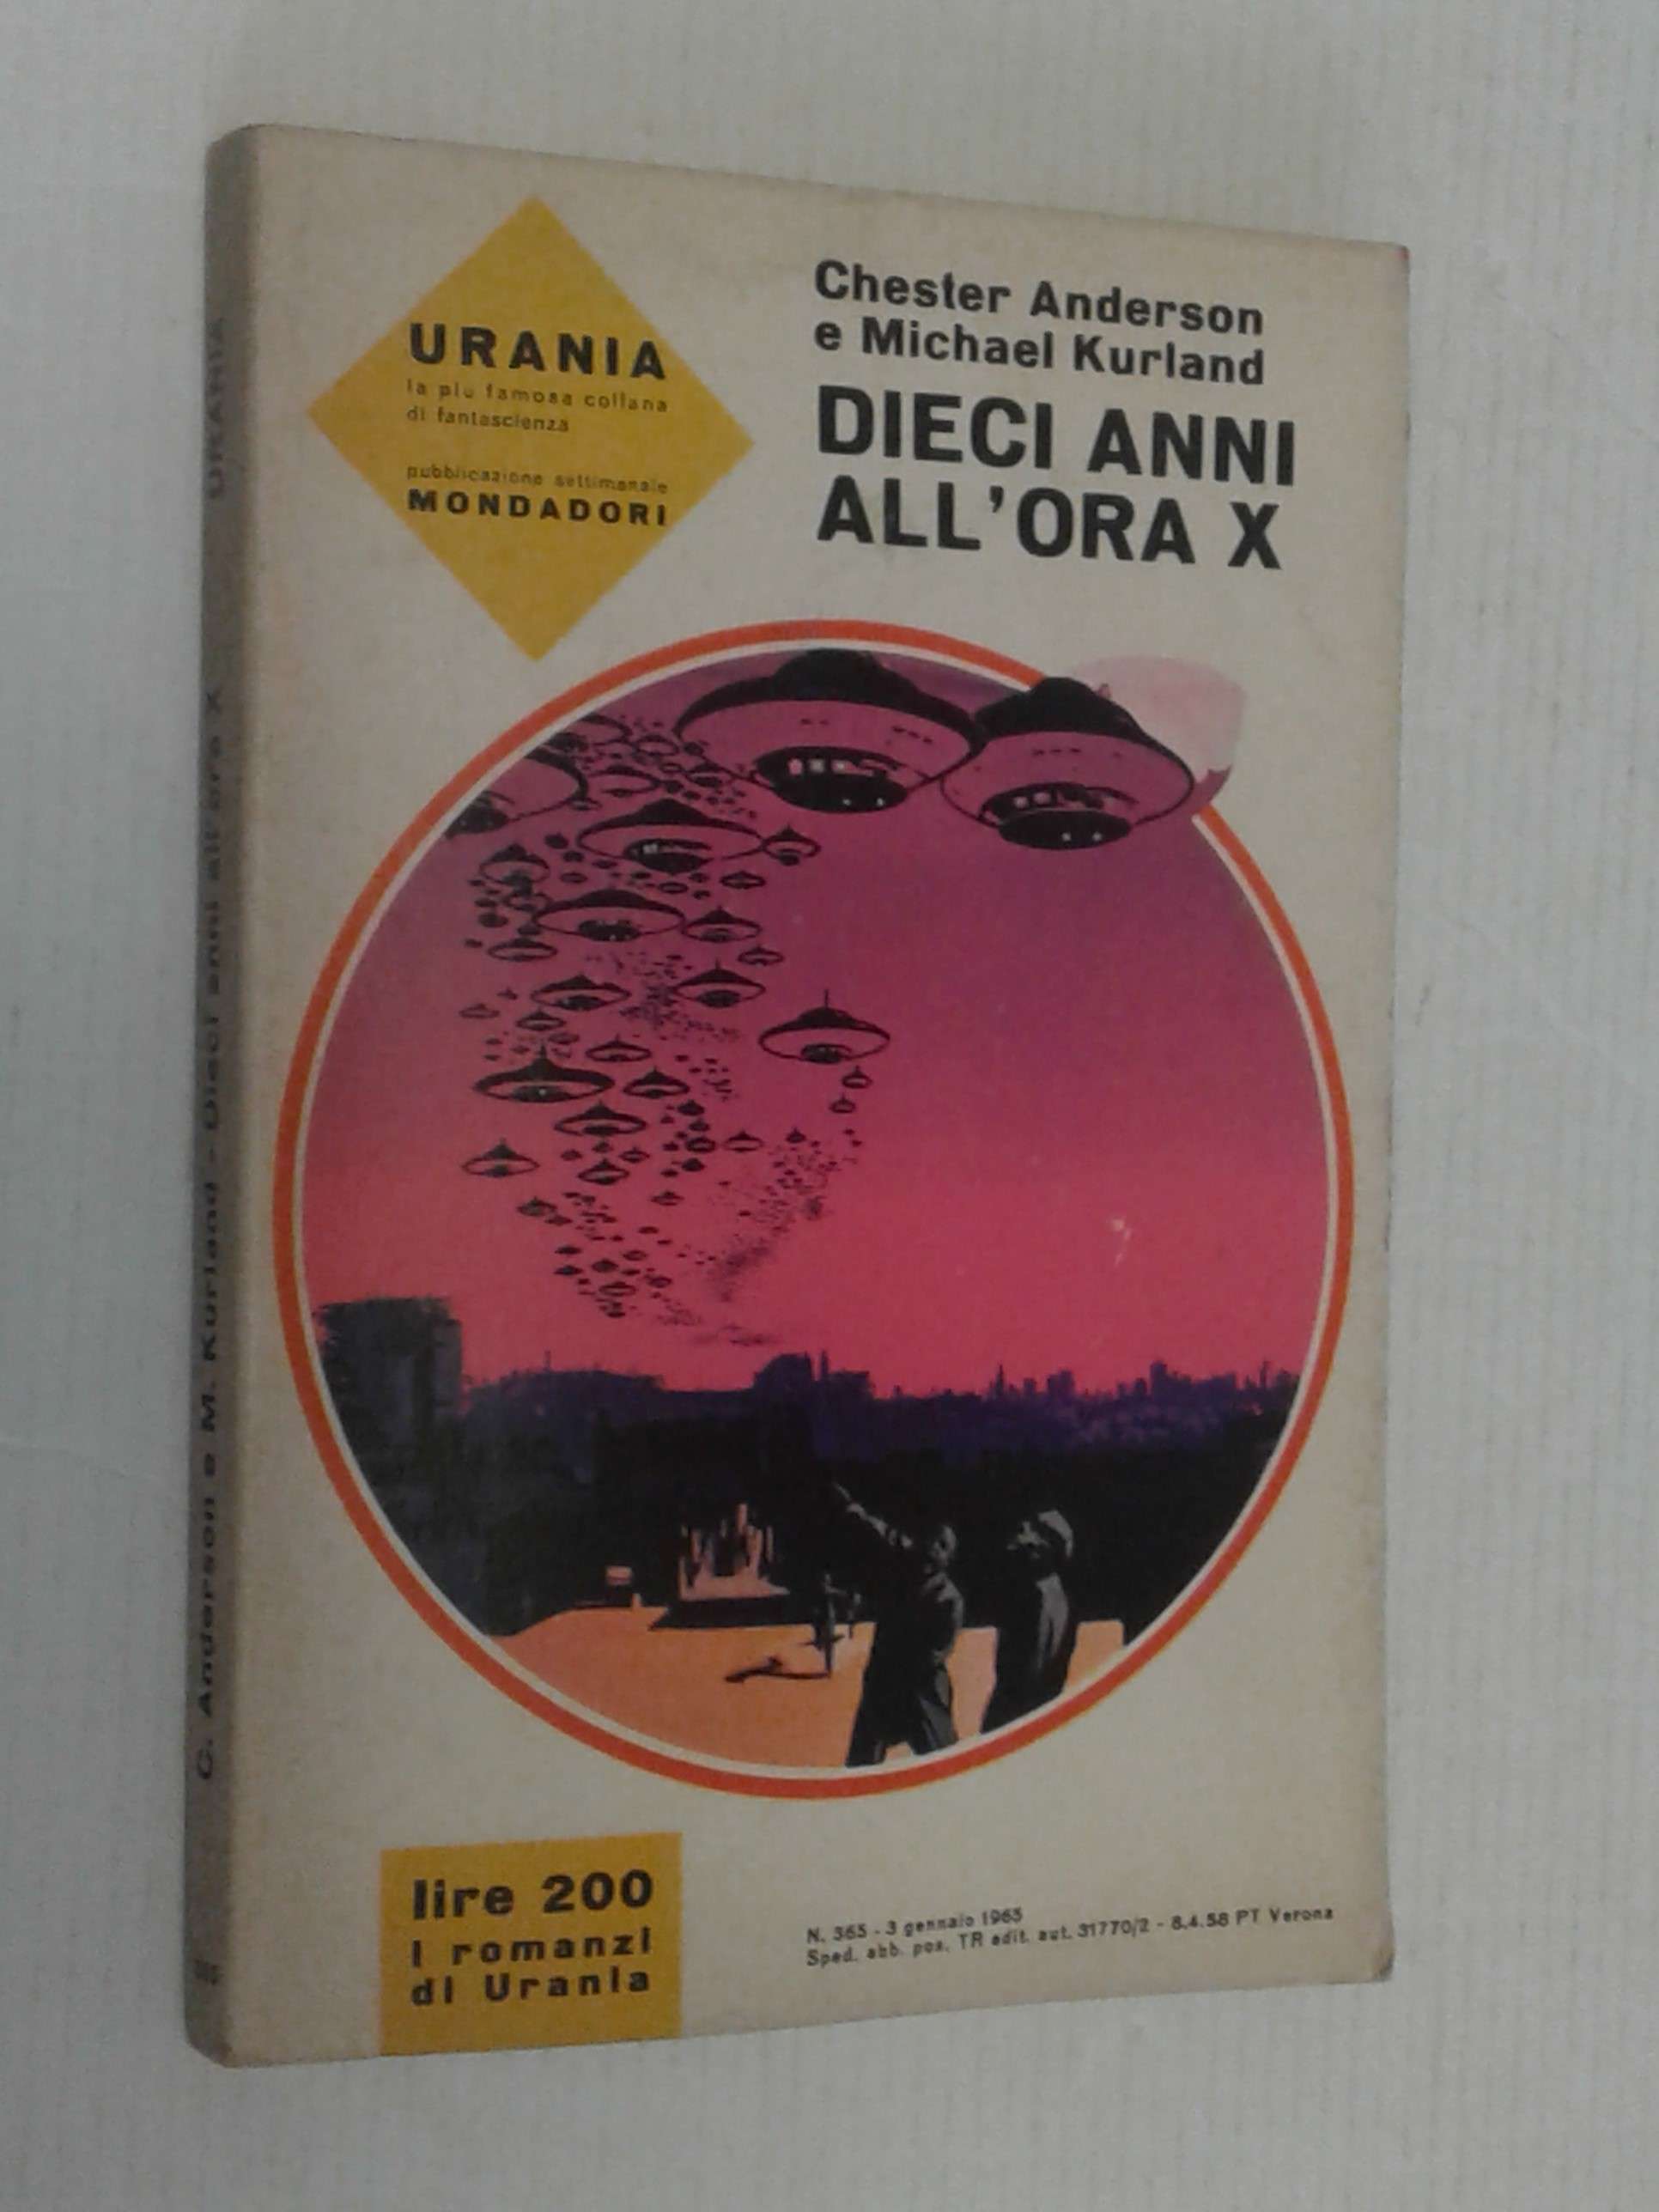 URANIA
la più famosa collana
di fantascienza
pubblicazione settimanale
MONDADORI
Chester Anderson
e Michael Kurland
DIECI ANNI
ALL'ORA X
lire 200
I romanzi
di Urania
N. 365 - 3 gennaio 1965
Sped. abb. pos. TR edit. aut. 31770/2 - 8.4.58 PT Verona
C. Anderson e M. Kurland - Dieci anni all'ora X URANIA